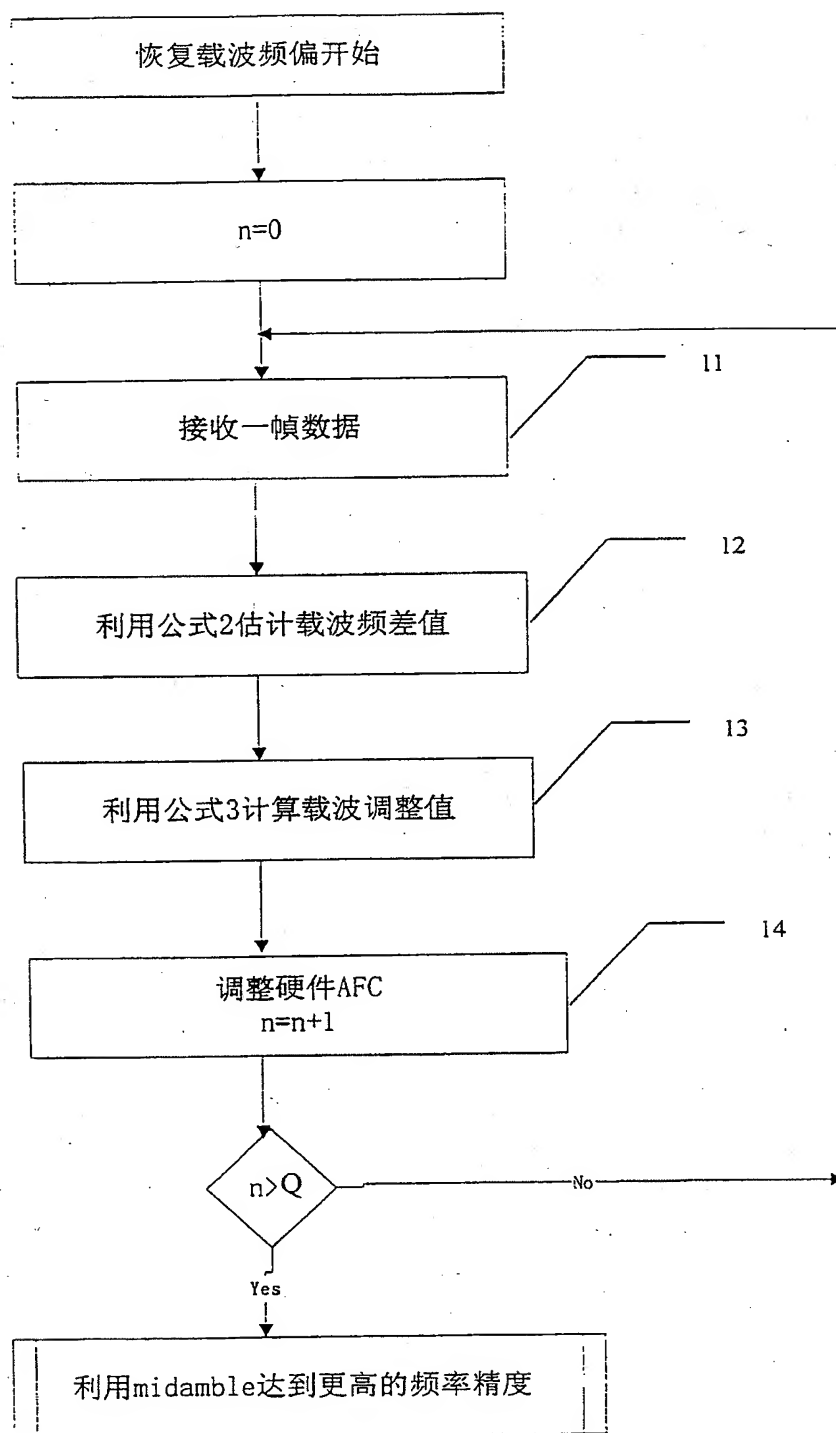 恢复载波频偏开始
n=0
11
接收一帧数据
12
利用公式2估计载波频差值
13
利用公式3计算载波调整值
14
调整硬件AFC
n=n+1
n>Q
No
Yes
利用midamble达到更高的频率精度